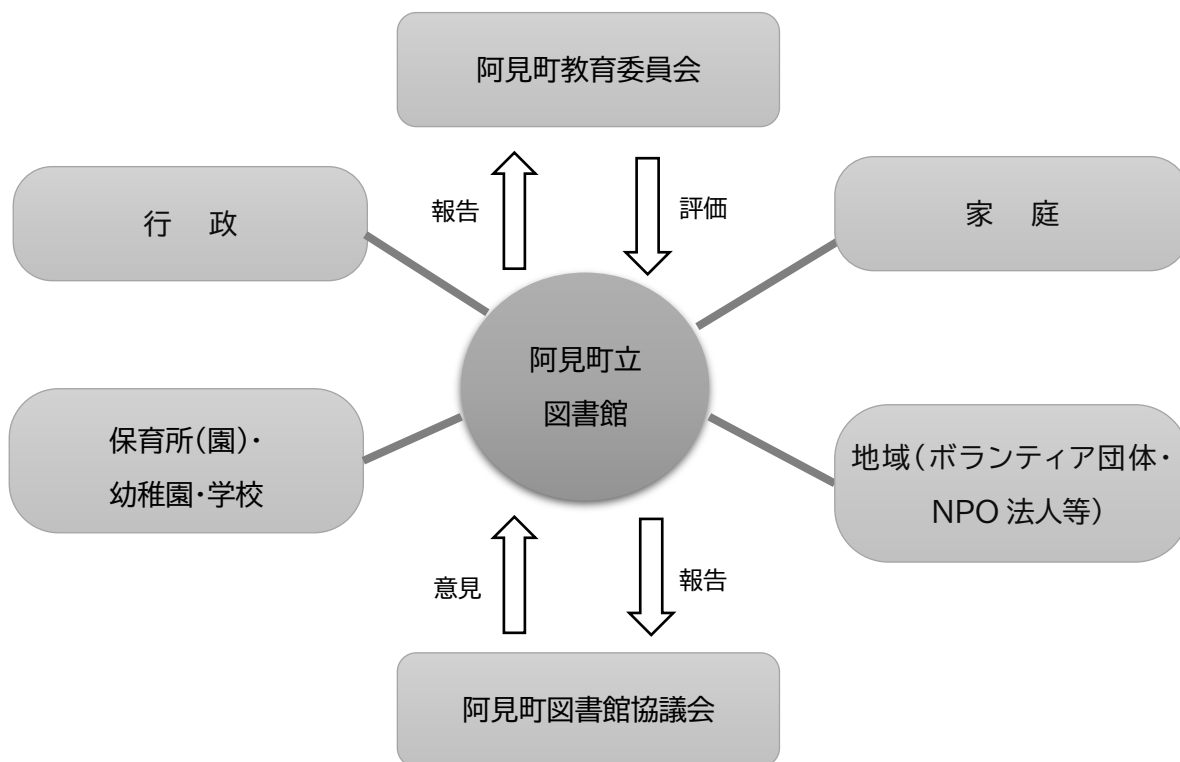 阿見町教育委員会
報告
評価
行　政
家　庭
阿見町立
図書館
保育所(園)・
幼稚園・学校
地域(ボランティア団体・
NPO 法人等)
意見
報告
阿見町図書館協議会